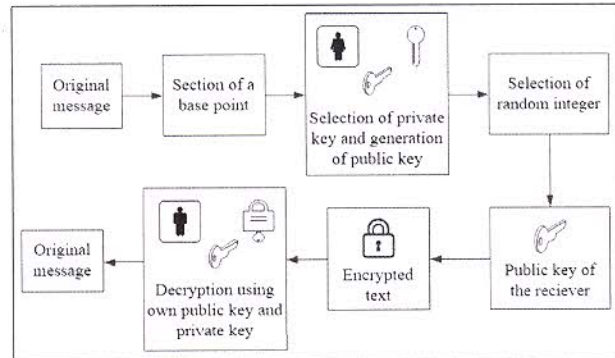 Original
message
Section of a
base point
Selection of private
key and generation
of public key
Selection of
random integer
Public key of
the reciever
Encrypted
text
Decryption using
own public key and
private key
Original
message